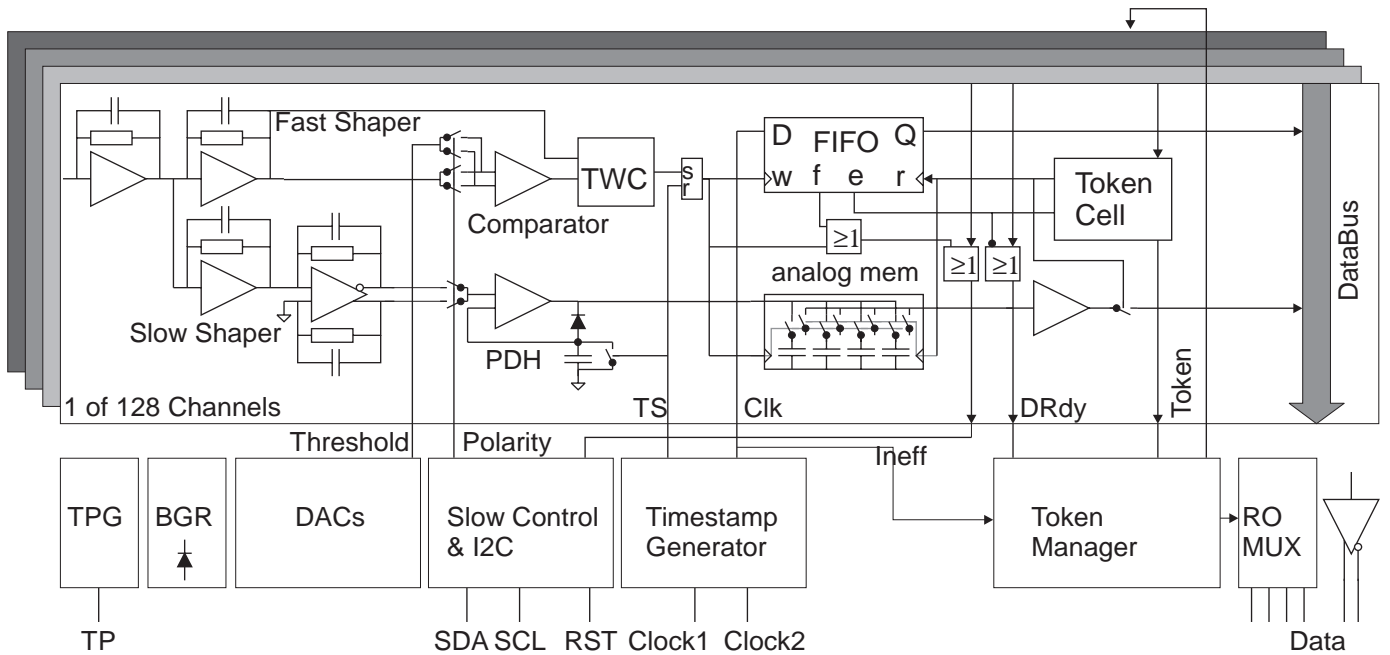 Fast Shaper
TWC
s
r
D FIFO Q
w f e r
Token
Cell
Comparator
≥1
≥1
≥1
analog mem
DataBus
Slow Shaper
PDH
1 of 128 Channels
TS
Clk
DRdy
Token
Threshold
Polarity
Ineff
TPG
BGR
DACs
Slow Control
& I2C
Timestamp
Generator
Token
Manager
RO
MUX
TP
SDA SCL RST Clock1 Clock2
Data